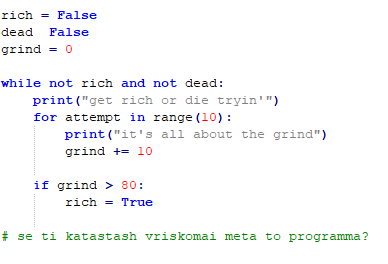 rich = False
dead  False
grind = 0

while not rich and not dead:
    print("get rich or die tryin'")
    for attempt in range(10):
        print("it's all about the grind")
        grind += 10

    if grind > 80:
        rich = True

# se ti katastash vriskomai meta to programma?